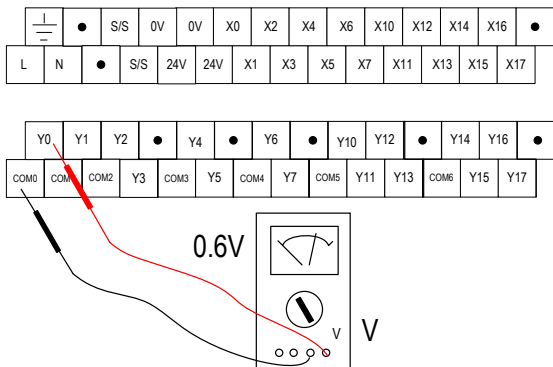 S/S 0V 0V X0 X2 X4 X6 X10 X12 X14 X16
L N S/S 24V 24V X1 X3 X5 X7 X11 X13 X15 X17
Y0 Y1 Y2 Y4 Y6 Y10 Y12 Y14 Y16
COM0 COM COM2 Y3 COM3 Y5 COM4 Y7 COM5 Y11 Y13 COM6 Y15 Y17
0.6V
V
V